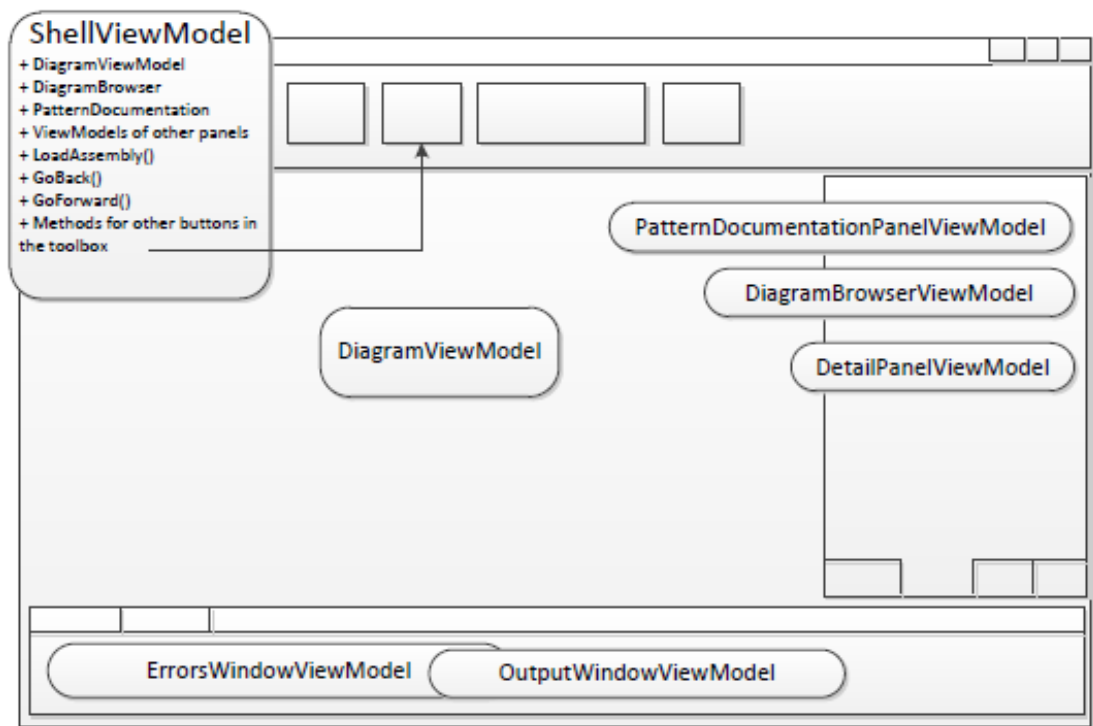 ShellViewModel
+ DiagramViewModel
+ DiagramBrowser
+ PatternDocumentation
+ ViewModels of other panels
+ LoadAssembly()
+ GoBack()
+ GoForward()
+ Methods for other buttons in
the toolbox
PatternDocumentationPanelViewModel
DiagramBrowserViewModel
DiagramViewModel
DetailPanelViewModel
ErrorsWindowViewModel
OutputWindowViewModel